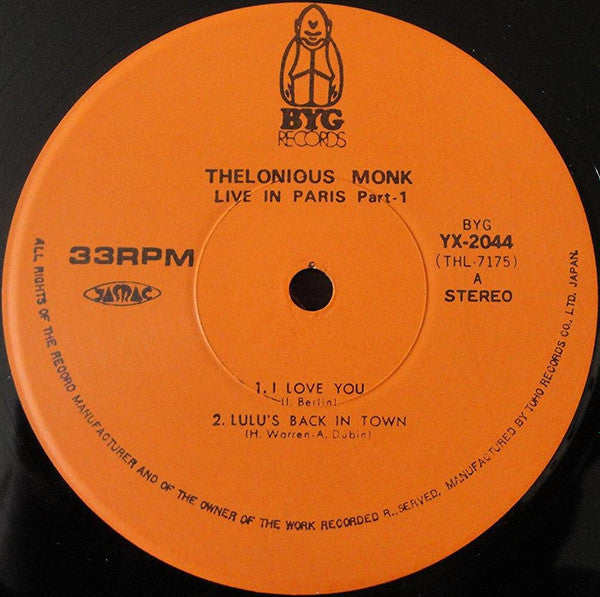 BYG
RECORDS
THELONIOUS MONK
LIVE IN PARIS Part-1
33RPM
JASRAC
BYG
YX-2044
(THL-7175)
A
STEREO
1. I LOVE YOU
(I. Berlin)
2. LULU'S BACK IN TOWN
(H. Warren-A. Dubin)
ALL RIGHTS OF THE RECORD MANUFACTURER AND OF THE OWNER OF THE WORK RECORDED R..SERVED. MANUFACTURED BY TOHO RECORDS CO., LTD. JAPAN.